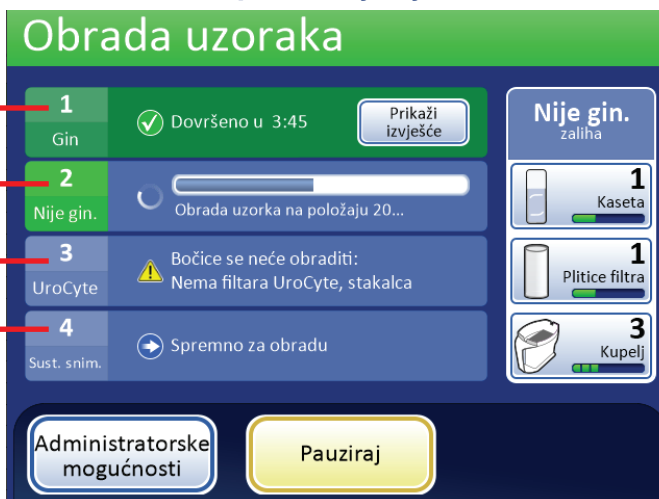 Obrada uzoraka
1
Gin
Dovršeno u 3:45
Prikaži
izvješće
2
Nije gin.
Obrada uzorka na položaju 20...
3
UroCyte
Bočice se neće obraditi:
Nema filtara UroCyte, stakalca
4
Sust. snim.
Spremno za obradu
Nije gin.
zaliha
1
Kaseta
1
Plitice filtra
3
Kupelj
Administratorske
mogućnosti
Pauziraj